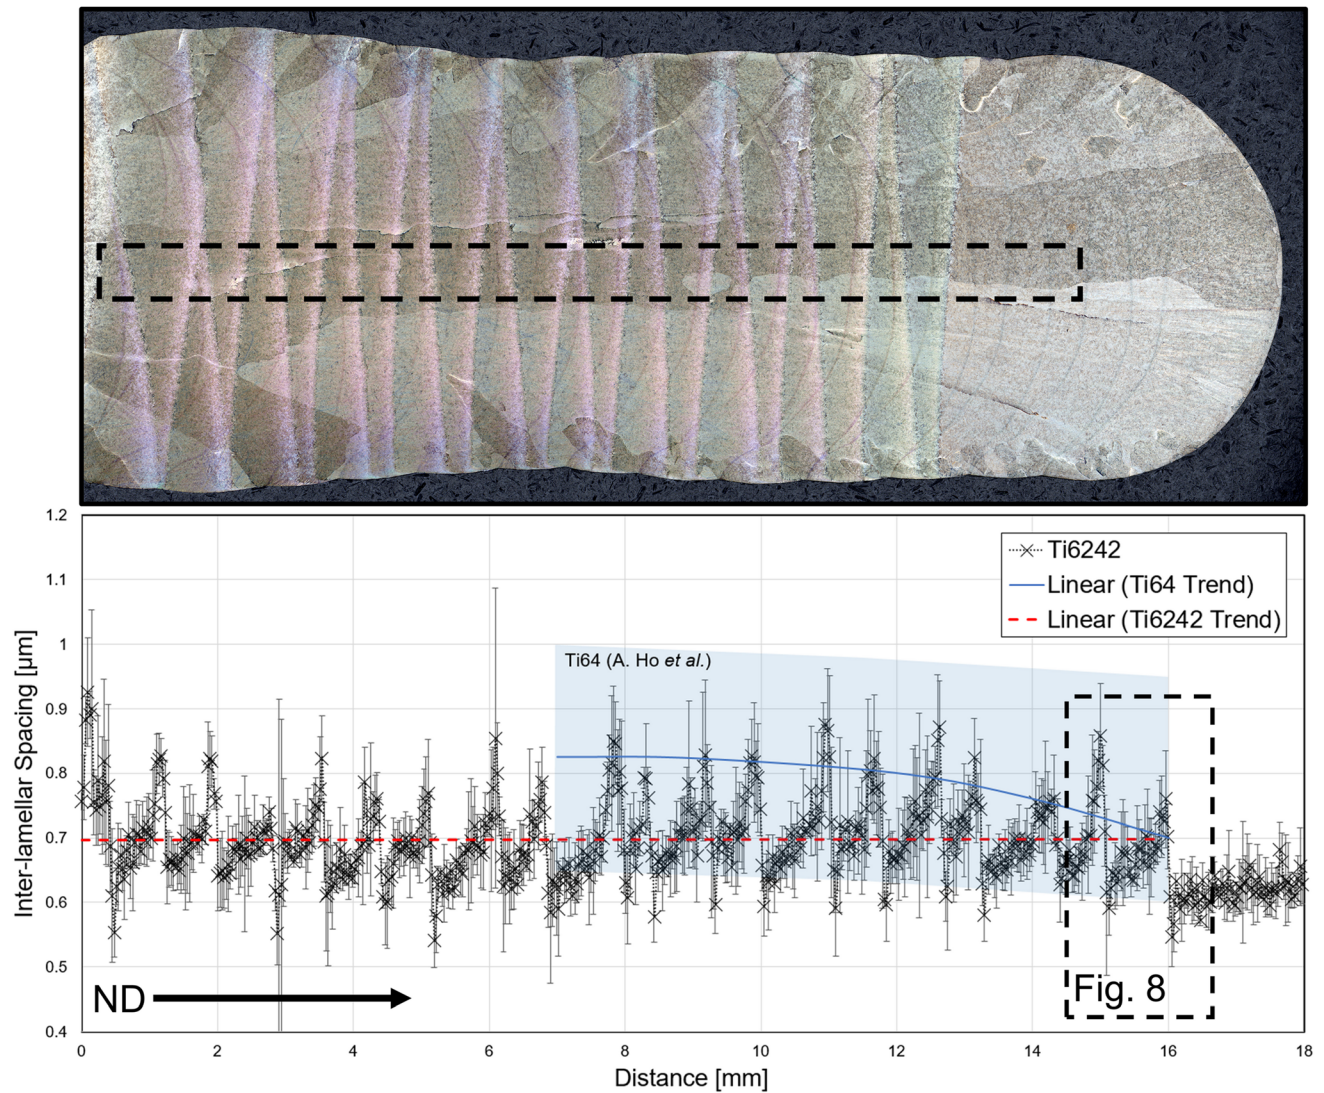 1.2
1.1
1
0.9
0.8
0.7
0.6
0.5
0.4
Inter-lamellar Spacing [µm]
Ti6242
Linear (Ti64 Trend)
Linear (Ti6242 Trend)
Ti64 (A. Ho et al.)
ND
Fig. 8
0 2 4 6 8 10 12 14 16 18
Distance [mm]